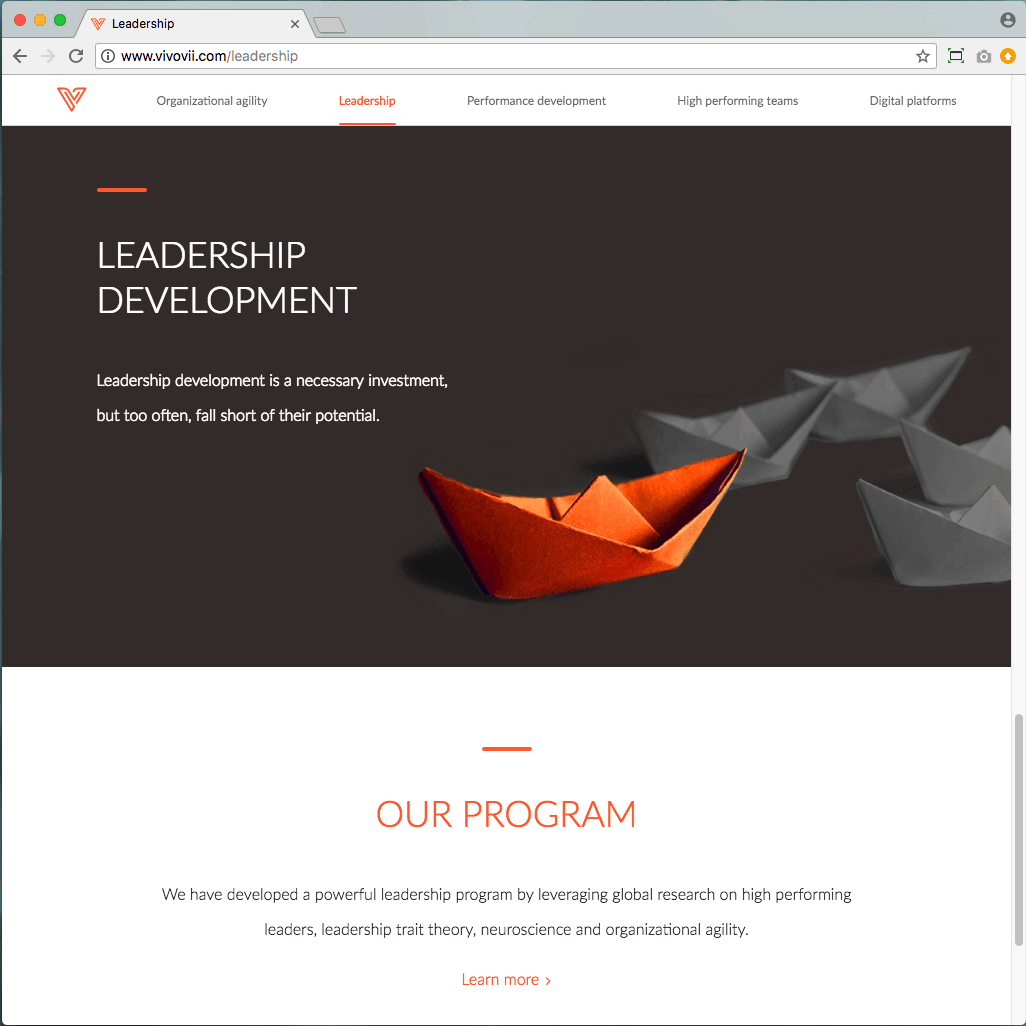 Leadership
www.vivovii.com/leadership
Organizational agility
Leadership
Performance development
High performing teams
Digital platforms
LEADERSHIP
DEVELOPMENT
Leadership development is a necessary investment,
but too often, fall short of their potential.
OUR PROGRAM
We have developed a powerful leadership program by leveraging global research on high performing
leaders, leadership trait theory, neuroscience and organizational agility.
Learn more ›